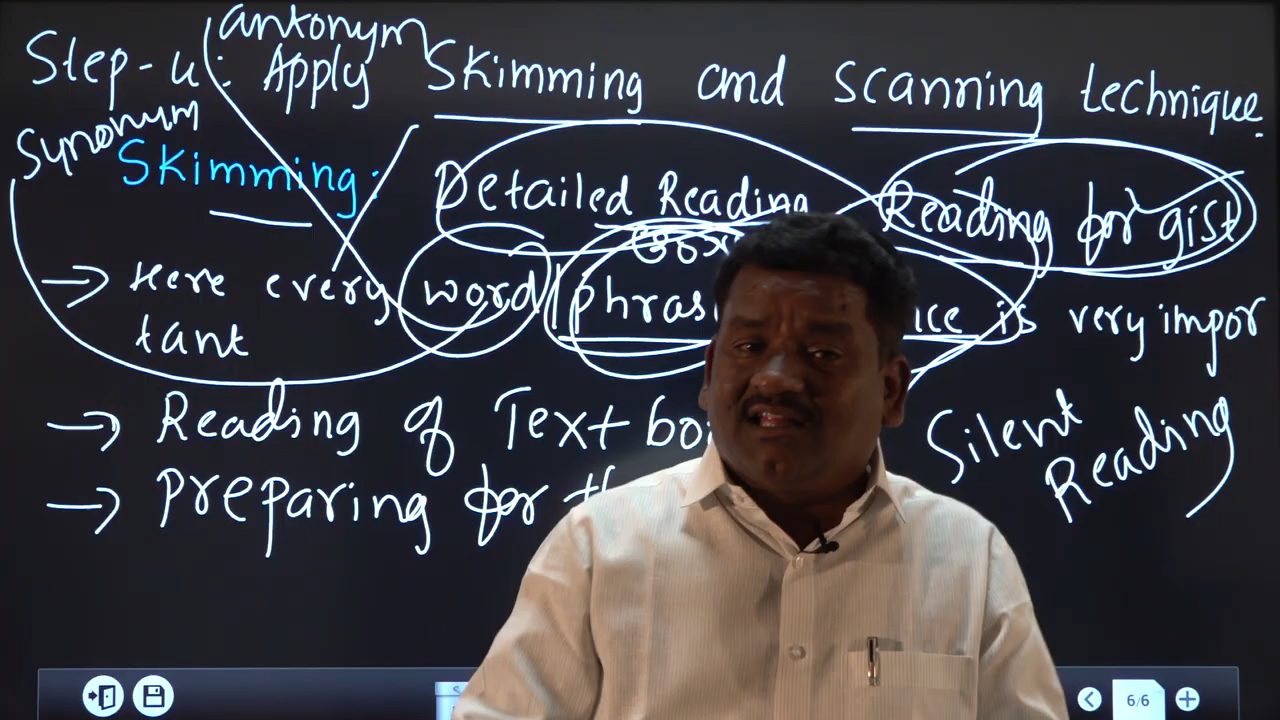 antonym
Step-4: Apply Skimming and scanning technique.
Synonym
Skimming:
Detailed Reading
Reading for gist
→ Here every word / phras nce is very impor
tant
→ Reading of Text bo
Silent
Reading
→ Preparing for th
6/6